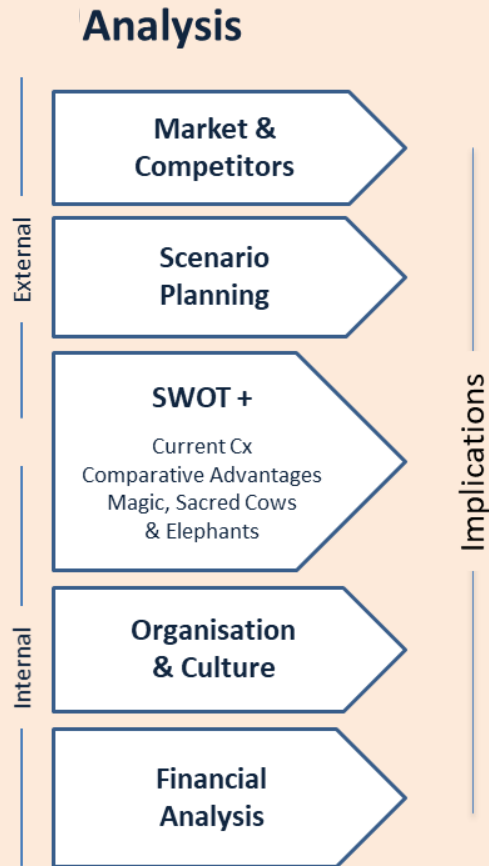 Analysis
Market &
Competitors
External
Scenario
Planning
SWOT +
Current Cx
Comparative Advantages
Magic, Sacred Cows
& Elephants
Implications
Internal
Organisation
& Culture
Financial
Analysis